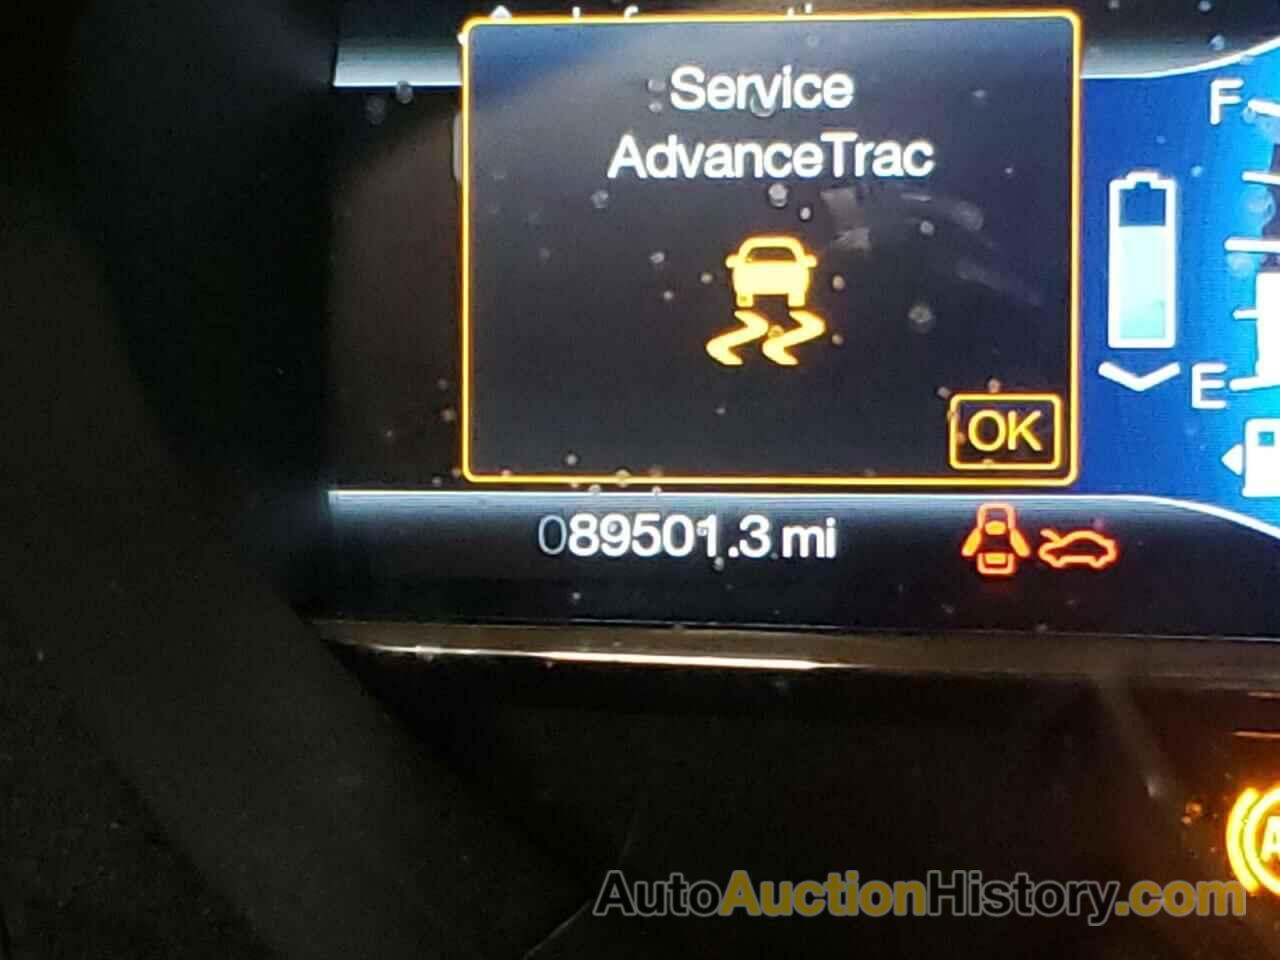 Service
AdvanceTrac
OK
F
E
089501.3 mi
AutoAuctionHistory.com